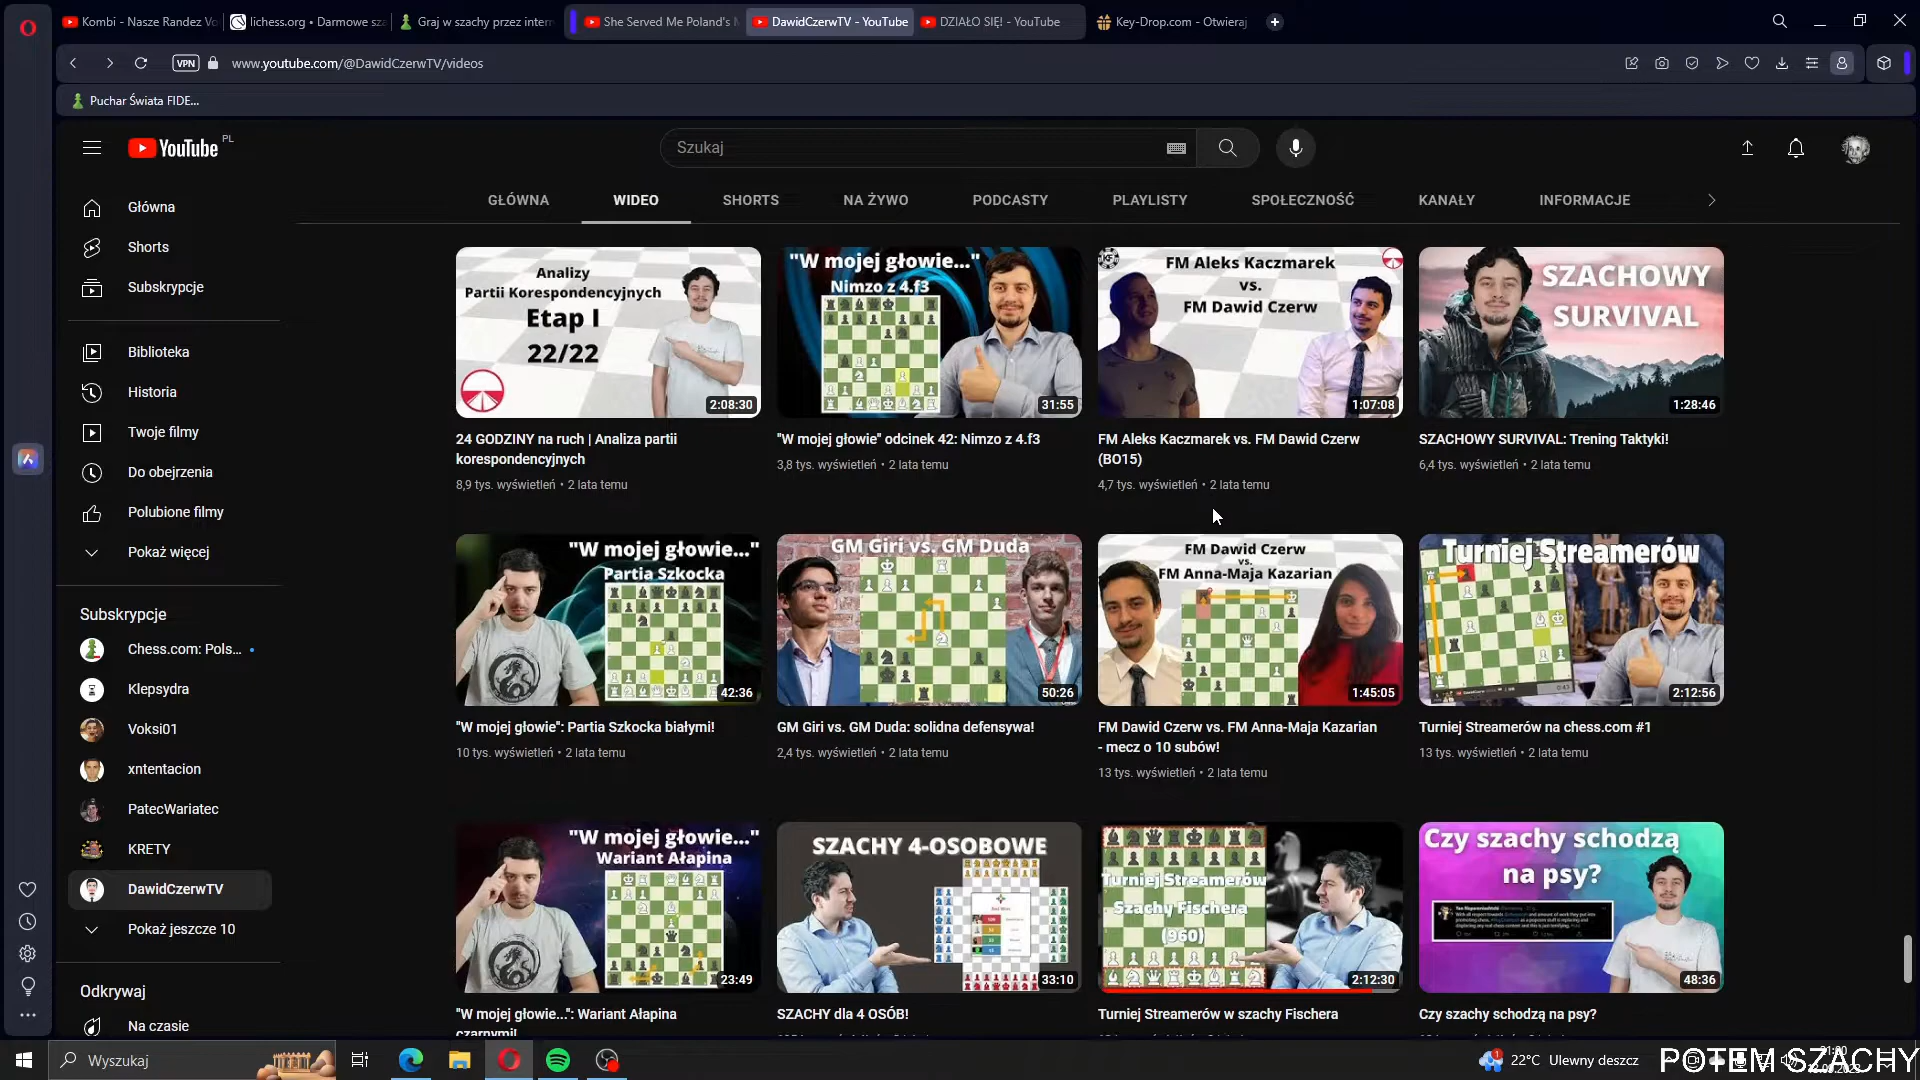 Kombi - Nasze Randez Vo
lichess.org • Darmowe sza
Graj w szachy przez inter
She Served Me Poland's M
DawidCzerwTV - YouTube
DZIAŁO SIĘ! - YouTube
Key-Drop.com - Otwieraj
VPN
www.youtube.com/@DawidCzerwTV/videos
Puchar Świata FIDE...
YouTube PL
Szukaj
GŁÓWNA
WIDEO
SHORTS
NA ŻYWO
PODCASTY
PLAYLISTY
SPOŁECZNOŚĆ
KANAŁY
INFORMACJE
Główna
Shorts
Subskrypcje
Biblioteka
Historia
Twoje filmy
Do obejrzenia
Polubione filmy
Pokaż więcej
Subskrypcje
Chess.com: Pols...
Klepsydra
Voksi01
xntentacion
PatecWariatec
KRETY
DawidCzerwTV
Pokaż jeszcze 10
Odkrywaj
Na czasie
Analizy
Partii Korespondencyjnych
Etap I
22/22
2:08:30
24 GODZINY na ruch | Analiza partii
korespondencyjnych
8,9 tys. wyświetleń • 2 lata temu
"W mojej głowie..."
Nimzo z 4.f3
31:55
"W mojej głowie" odcinek 42: Nimzo z 4.f3
3,8 tys. wyświetleń • 2 lata temu
FM Aleks Kaczmarek
vs.
FM Dawid Czerw
1:07:08
FM Aleks Kaczmarek vs. FM Dawid Czerw
(BO15)
4,7 tys. wyświetleń • 2 lata temu
SZACHOWY
SURVIVAL
1:28:46
SZACHOWY SURVIVAL: Trening Taktyki!
6,4 tys. wyświetleń • 2 lata temu
"W mojej głowie..."
Partia Szkocka
42:36
"W mojej głowie": Partia Szkocka białymi!
10 tys. wyświetleń • 2 lata temu
GM Giri vs. GM Duda
50:26
GM Giri vs. GM Duda: solidna defensywa!
2,4 tys. wyświetleń • 2 lata temu
FM Dawid Czerw
vs.
FM Anna-Maja Kazarian
1:45:05
FM Dawid Czerw vs. FM Anna-Maja Kazarian
- mecz o 10 subów!
13 tys. wyświetleń • 2 lata temu
Turniej Streamerów
2:12:56
Turniej Streamerów na chess.com #1
13 tys. wyświetleń • 2 lata temu
"W mojej głowie..."
Wariant Ałapina
23:49
"W mojej głowie...": Wariant Ałapina
czarnymi!
SZACHY 4-OSOBOWE
33:10
SZACHY dla 4 OSÓB!
Turniej Streamerów
Szachy Fischera
(960)
2:12:30
Turniej Streamerów w szachy Fischera
Czy szachy schodzą
na psy?
48:36
Czy szachy schodzą na psy?
Wyszukaj
22°C Ulewny deszcz
POTEM SZACHY